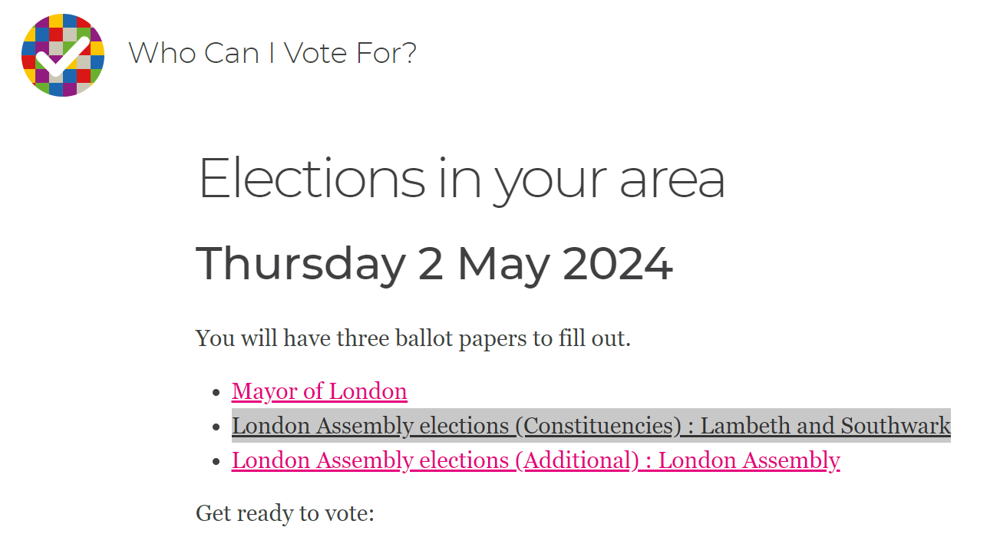 Who Can I Vote For?
Elections in your area
Thursday 2 May 2024
You will have three ballot papers to fill out.
• Mayor of London
• London Assembly elections (Constituencies) : Lambeth and Southwark
• London Assembly elections (Additional) : London Assembly
Get ready to vote: